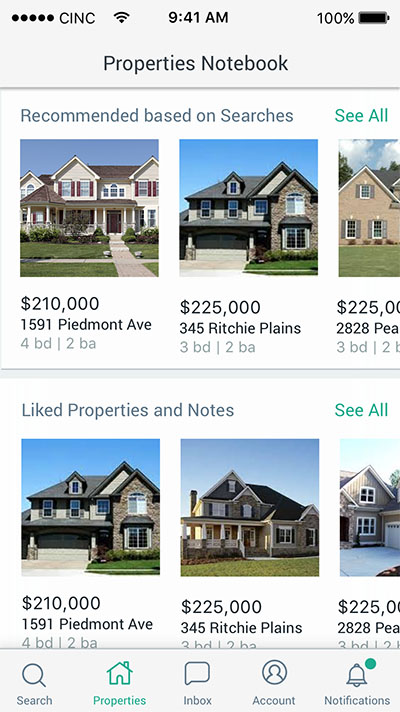 CINC 9:41 AM 100%
Properties Notebook
Recommended based on Searches See All
$210,000 $225,000 $225,0
1591 Piedmont Ave 345 Ritchie Plains 2828 Pea
4 bd | 2 ba 3 bd | 2 ba 3 bd | 2
Liked Properties and Notes See All
$210,000 $225,000 $225,0
1591 Piedmont Ave 345 Ritchie Plains 2828 Pea
4 bd | 2 ba 3 bd | 2 ba 3 bd | 2
Search Properties Inbox Account Notifications